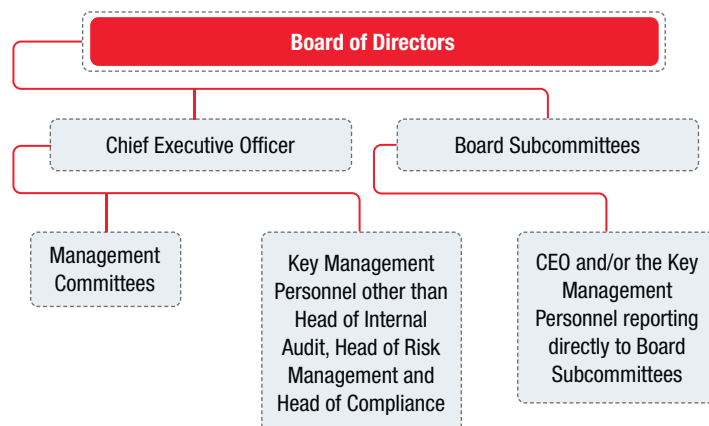 Board of Directors
Chief Executive Officer
Board Subcommittees
Management
Committees
Key Management
Personnel other than
Head of Internal
Audit, Head of Risk
Management and
Head of Compliance
CEO and/or the Key
Management
Personnel reporting
directly to Board
Subcommittees